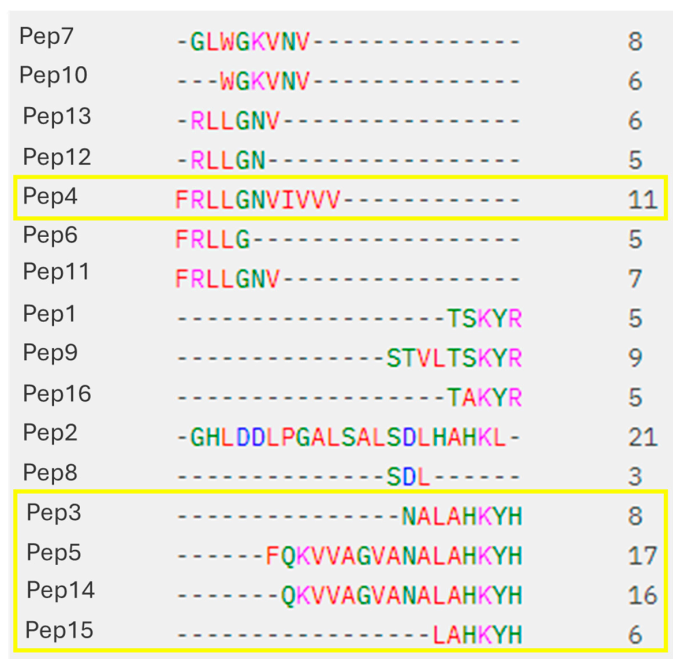 Pep7 -GLWGKVNV-------------- 8
Pep10 ---WGKVNV-------------- 6
Pep13 -RLLGNV---------------- 6
Pep12 -RLLGN----------------- 5
Pep4 FRLLGNVIVVV------------ 11
Pep6 FRLLG------------------ 5
Pep11 FRLLGNV---------------- 7
Pep1 ------------------TSKYR 5
Pep9 --------------STVLTSKYR 9
Pep16 ------------------TAKYR 5
Pep2 -GHLDDLPGALSALSDLHAHKL- 21
Pep8 --------------SDL------ 3
Pep3 ---------------NALAHKYH 8
Pep5 ------FQKVVAGVANALAHKYH 17
Pep14 -------QKVVAGVANALAHKYH 16
Pep15 -----------------LAHKYH 6